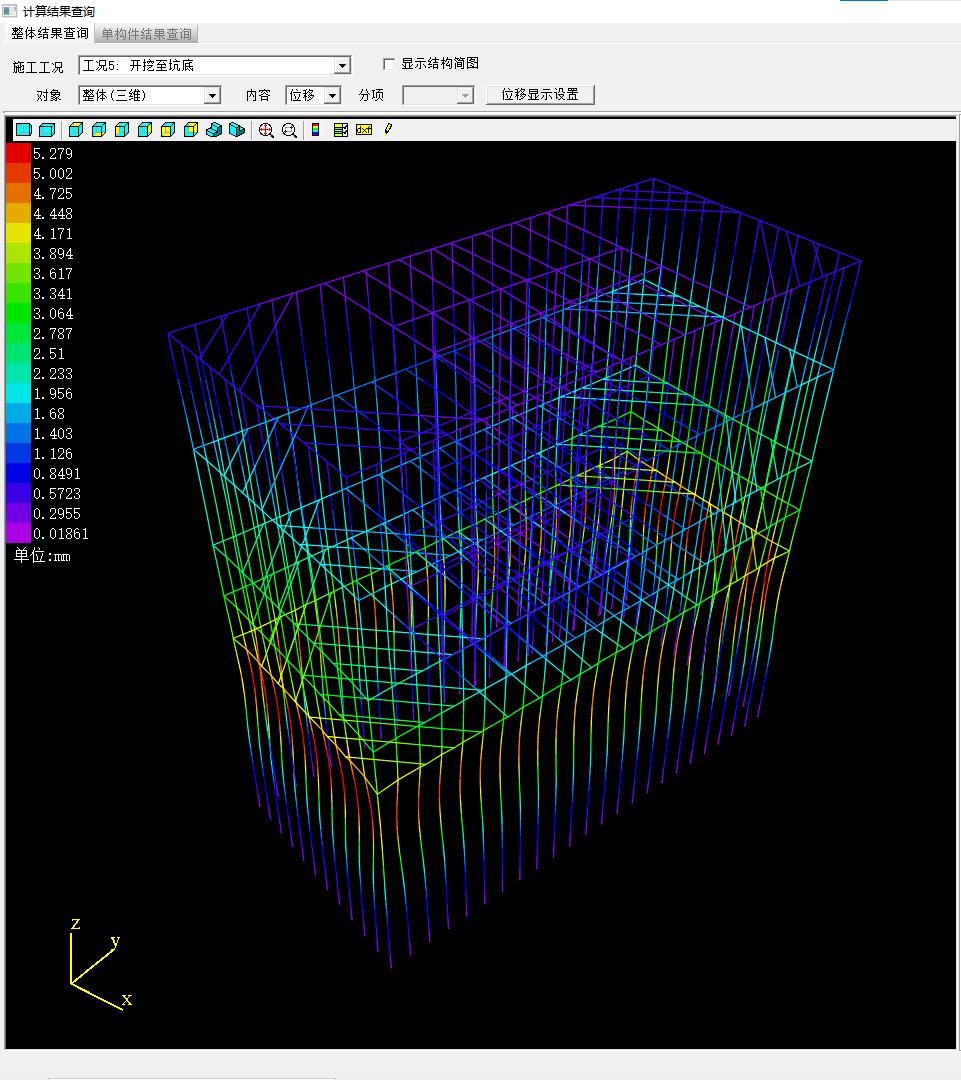 计算结果查询
整体结果查询 单构件结果查询
施工工况 工况5: 开挖至坑底 显示结构简图
对象 整体(三维) 内容 位移 分项 位移显示设置
dxf
5.279
5.002
4.725
4.448
4.171
3.894
3.617
3.341
3.064
2.787
2.51
2.233
1.956
1.68
1.403
1.126
0.8491
0.5723
0.2955
0.01861
单位:mm
z
y
x